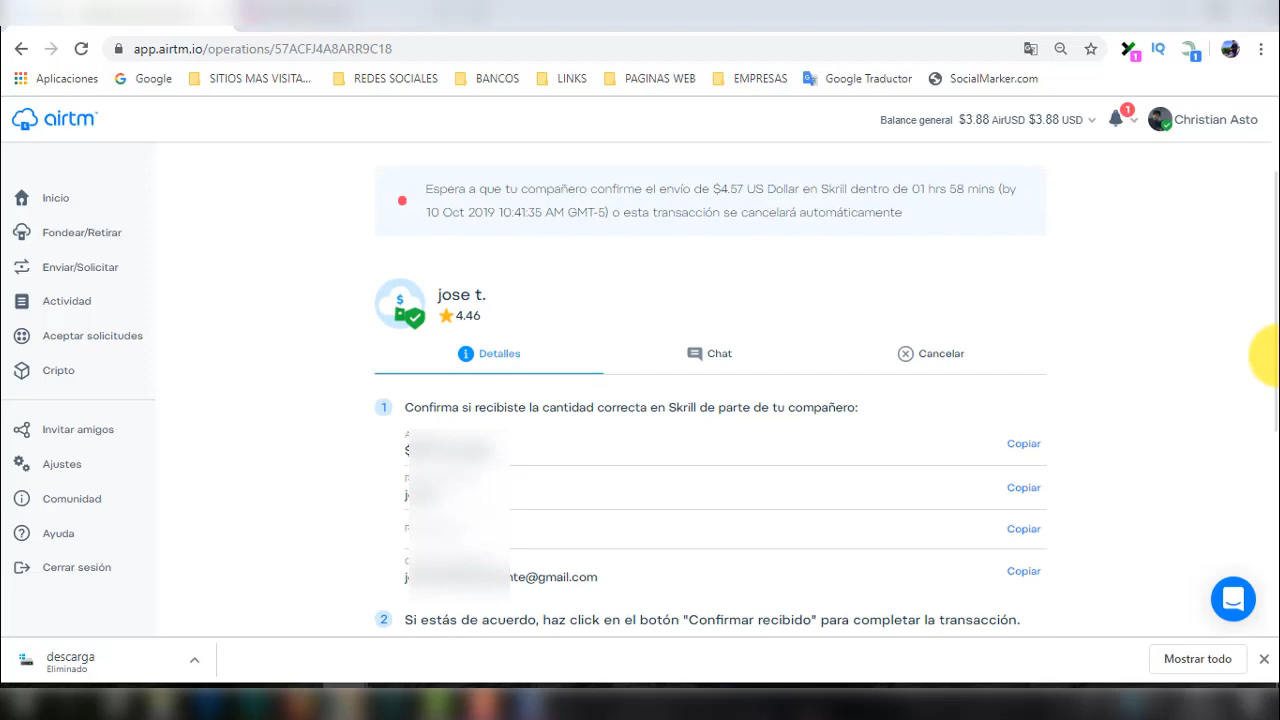 app.airtm.io/operations/57ACFJ4A8ARR9C18
Aplicaciones
Google
SITIOS MAS VISITA...
REDES SOCIALES
BANCOS
LINKS
PAGINAS WEB
EMPRESAS
Google Traductor
SocialMarker.com
airtm
Balance general $3.88 AirUSD $3.88 USD
1
Christian Asto
Inicio
Fondear/Retirar
Enviar/Solicitar
Actividad
Aceptar solicitudes
Cripto
Invitar amigos
Ajustes
Comunidad
Ayuda
Cerrar sesión
Espera a que tu compañero confirme el envío de $4.57 US Dollar en Skrill dentro de 01 hrs 58 mins (by
10 Oct 2019 10:41:35 AM GMT-5) o esta transacción se cancelará automáticamente
jose t.
4.46
Detalles
Chat
Cancelar
1 Confirma si recibiste la cantidad correcta en Skrill de parte de tu compañero:
Copiar
Copiar
Copiar
nte@gmail.com
Copiar
2 Si estás de acuerdo, haz click en el botón "Confirmar recibido" para completar la transacción.
descarga
Eliminado
Mostrar todo